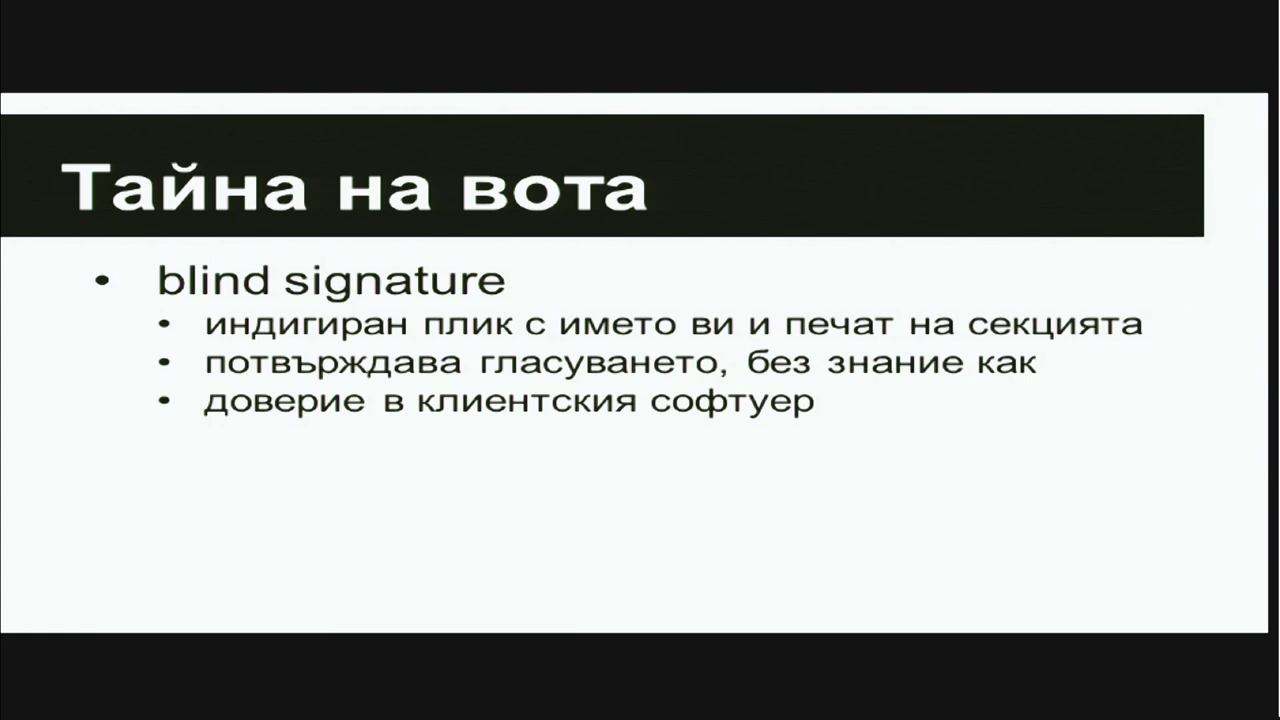 Тайна на вота
• blind signature
• индигиран плик с името ви и печат на секцията
• потвърждава гласуването, без знание как
• доверие в клиентския софтуер